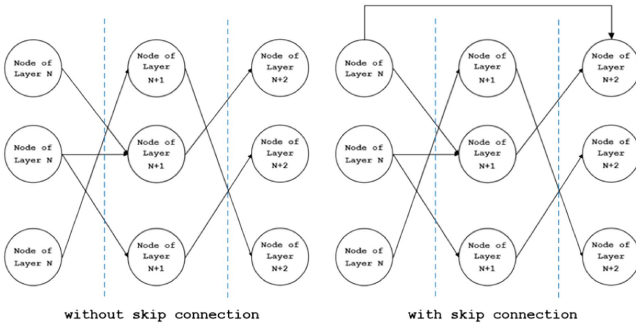 Node of
Layer N
Node of
Layer
N+1
Node of
Layer
N+2
Node of
Layer N
Node of
Layer
N+1
Node of
Layer
N+2
Node of
Layer N
Node of
Layer
N+1
Node of
Layer
N+2
without skip connection
Node of
Layer N
Node of
Layer
N+1
Node of
Layer
N+2
Node of
Layer N
Node of
Layer
N+1
Node of
Layer
N+2
Node of
Layer N
Node of
Layer
N+1
Node of
Layer
N+2
with skip connection